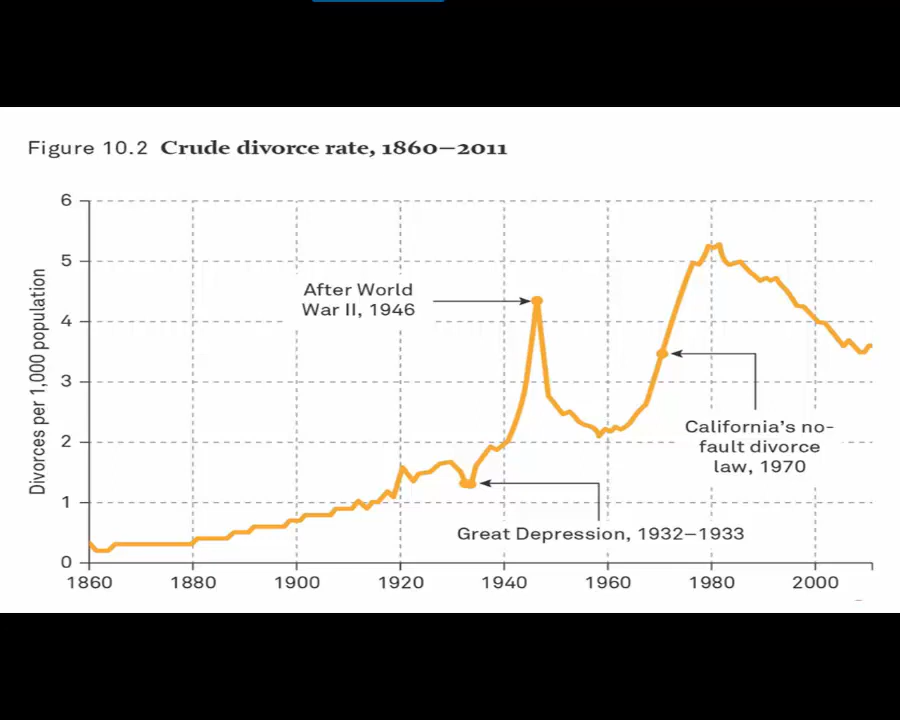 Figure 10.2 Crude divorce rate, 1860–2011
Divorces per 1,000 population
6
5
4
3
2
1
0
After World
War II, 1946
California's no-
fault divorce
law, 1970
Great Depression, 1932–1933
1860 1880 1900 1920 1940 1960 1980 2000